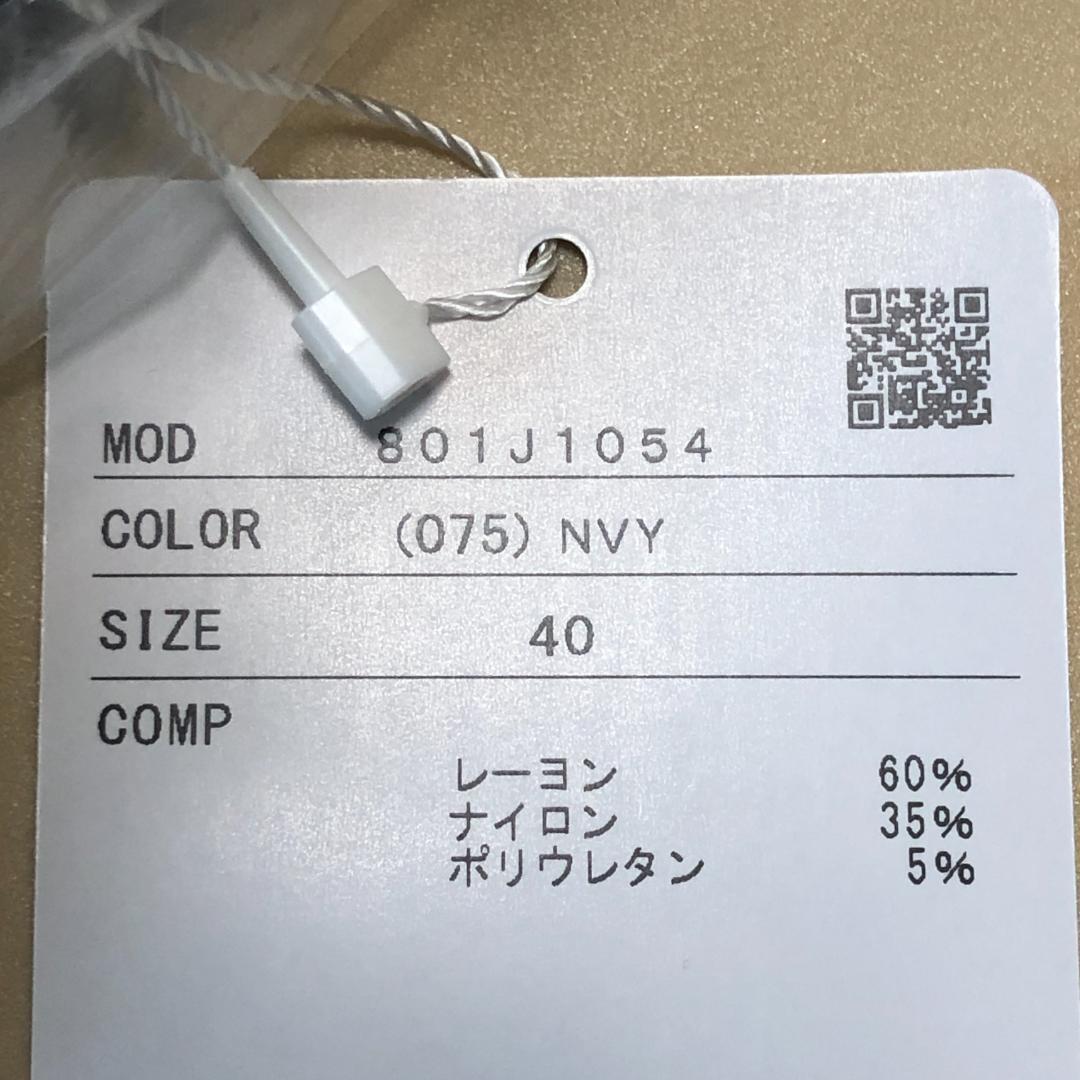 MOD 801J1054
COLOR (075) NVY
SIZE 40
COMP
レーヨン 60%
ナイロン 35%
ポリウレタン 5%